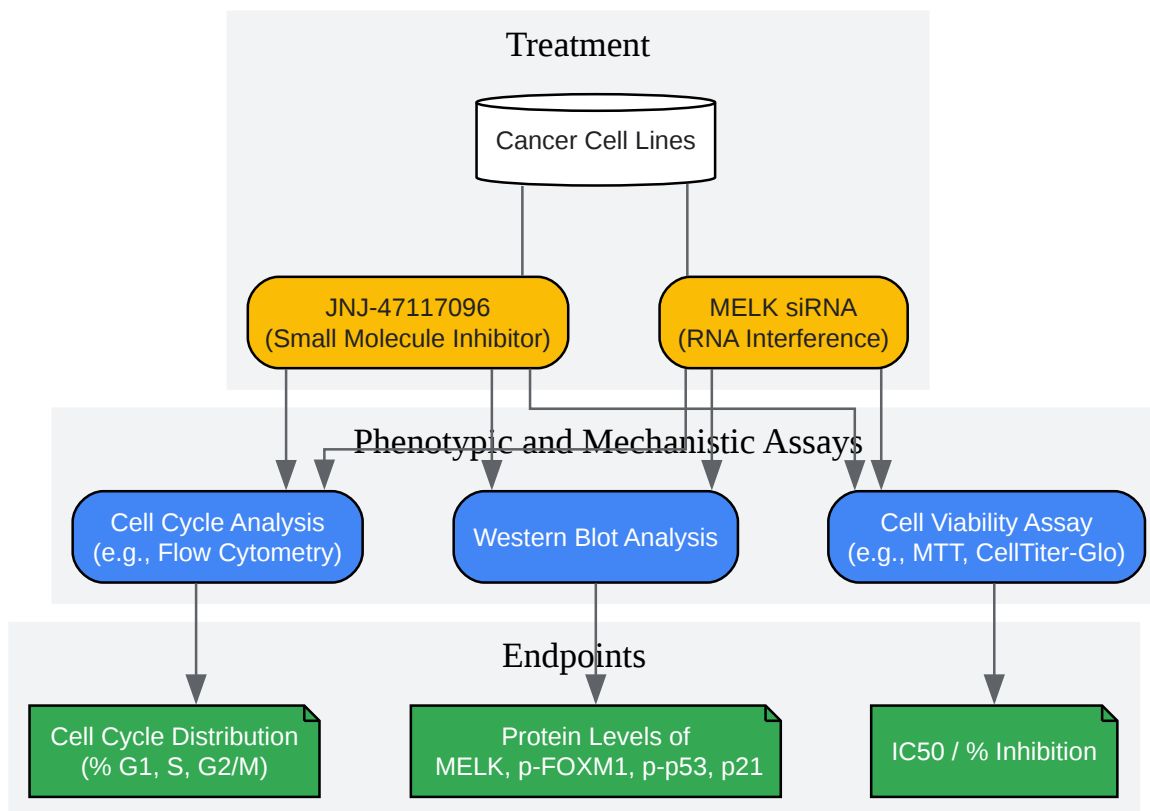 Treatment
Cancer Cell Lines
JNJ-47117096
(Small Molecule Inhibitor)
MELK siRNA
(RNA Interference)
Phenotypic and Mechanistic Assays
Cell Cycle Analysis
(e.g., Flow Cytometry)
Western Blot Analysis
Cell Viability Assay
(e.g., MTT, CellTiter-Glo)
Endpoints
Cell Cycle Distribution
(% G1, S, G2/M)
Protein Levels of
MELK, p-FOXM1, p-p53, p21
IC50 / % Inhibition